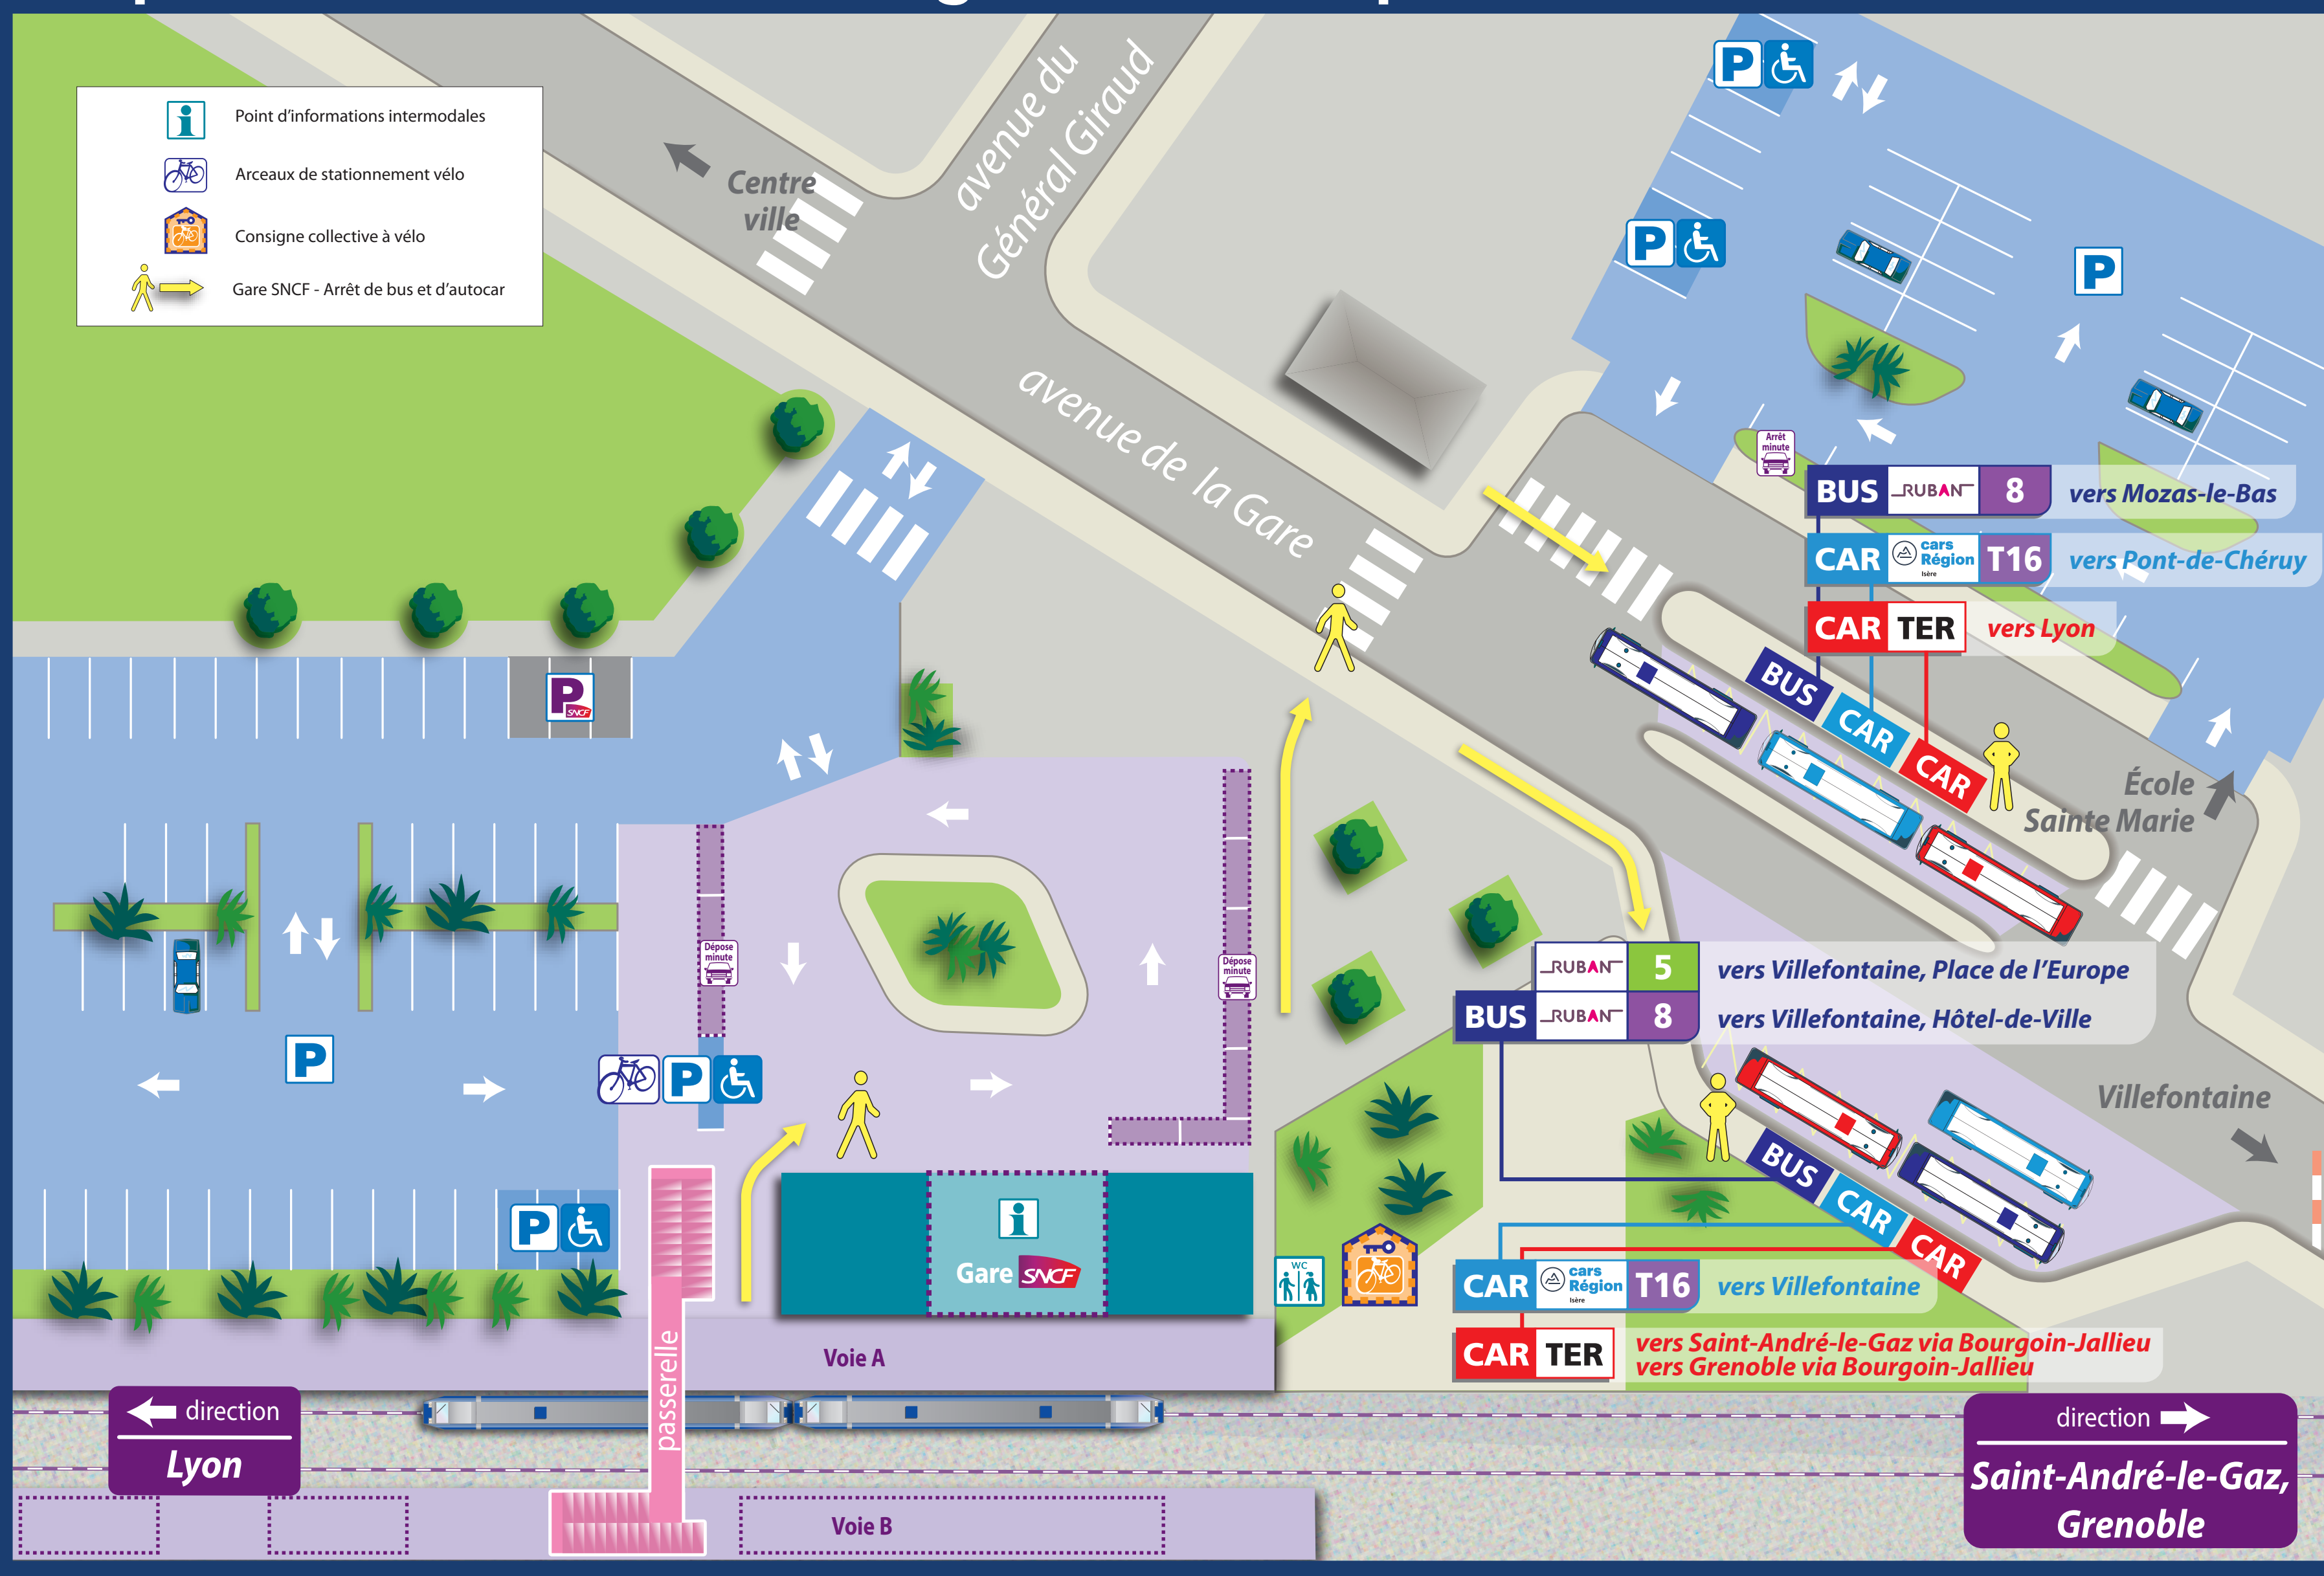 Point d'informations intermodales
Arceaux de stationnement vélo
Consigne collective à vélo
Gare SNCF - Arrêt de bus et d'autocar
Centre
ville
avenue du
Général Giraud
avenue de la Gare
P
P
P
Arrêt
minute
BUS RUBAN 8 vers Mozas-le-Bas
CAR cars Région Isère T16 vers Pont-de-Chéruy
CAR TER vers Lyon
BUS
CAR
CAR
École
Sainte Marie
P SNCF
Dépose
minute
Dépose
minute
RUBAN 5 vers Villefontaine, Place de l'Europe
BUS RUBAN 8 vers Villefontaine, Hôtel-de-Ville
P
P
Villefontaine
BUS
CAR
CAR
P
i
Gare SNCF
WC
CAR cars Région Isère T16 vers Villefontaine
CAR TER vers Saint-André-le-Gaz via Bourgoin-Jallieu
vers Grenoble via Bourgoin-Jallieu
passerelle
Voie A
direction
Lyon
direction
Saint-André-le-Gaz,
Grenoble
Voie B